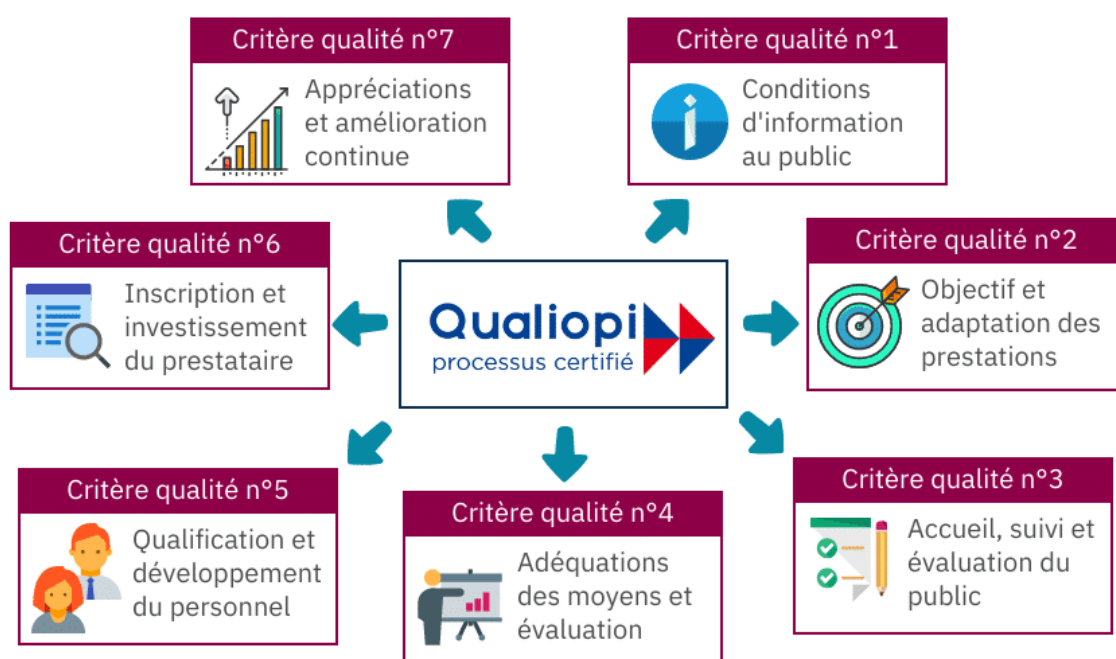 Critère qualité n°7
Appréciations
et amélioration
continue
Critère qualité n°1
Conditions
d'information
au public
Critère qualité n°6
Inscription et
investissement
du prestataire
Qualiopi
processus certifié
Critère qualité n°2
Objectif et
adaptation des
prestations
Critère qualité n°5
Qualification et
développement
du personnel
Critère qualité n°4
Adéquations
des moyens et
évaluation
Critère qualité n°3
Accueil, suivi et
évaluation du
public